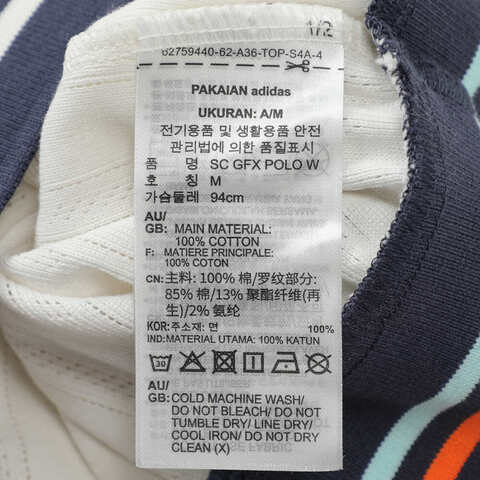 1/2
62759440-62-A36-TOP-S4A-4
PAKAIAN adidas
UKURAN: A/M
전기용품 및 생활용품 안전
관리법에 의한 품질표시
품 명 SC GFX POLO W
호 칭 M
가슴둘레 94cm
AU/
GB: MAIN MATERIAL:
100% COTTON
F: MATIERE PRINCIPALE:
100% COTON
CN: 主料: 100% 棉/罗纹部分:
85% 棉/13% 聚酯纤维(再
生)/2% 氨纶
KOR:주소재: 면 100%
IND:MATERIAL UTAMA: 100% KATUN
30
AU/
GB: COLD MACHINE WASH/
DO NOT BLEACH/ DO NOT
TUMBLE DRY/ LINE DRY/
COOL IRON/ DO NOT DRY
CLEAN (X)